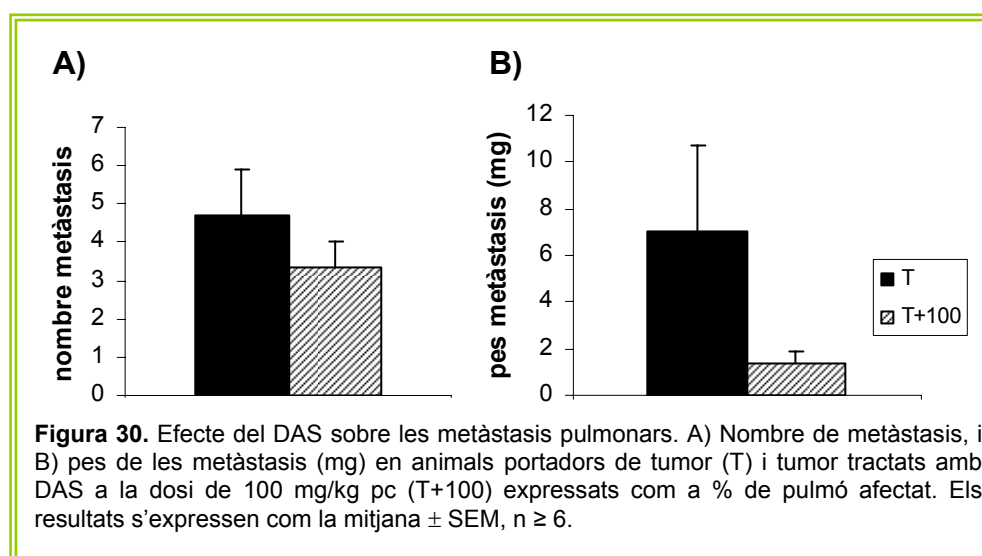 A)
B)
nombre metàstasis
7
6
5
4
3
2
1
0
pes metàstasis (mg)
12
10
8
6
4
2
0
T
T+100
Figura 30. Efecte del DAS sobre les metàstasis pulmonars. A) Nombre de metàstasis, i
B) pes de les metàstasis (mg) en animals portadors de tumor (T) i tumor tractats amb
DAS a la dosi de 100 mg/kg pc (T+100) expressats com a % de pulmó afectat. Els
resultats s’expressen com la mitjana ± SEM, n ≥ 6.